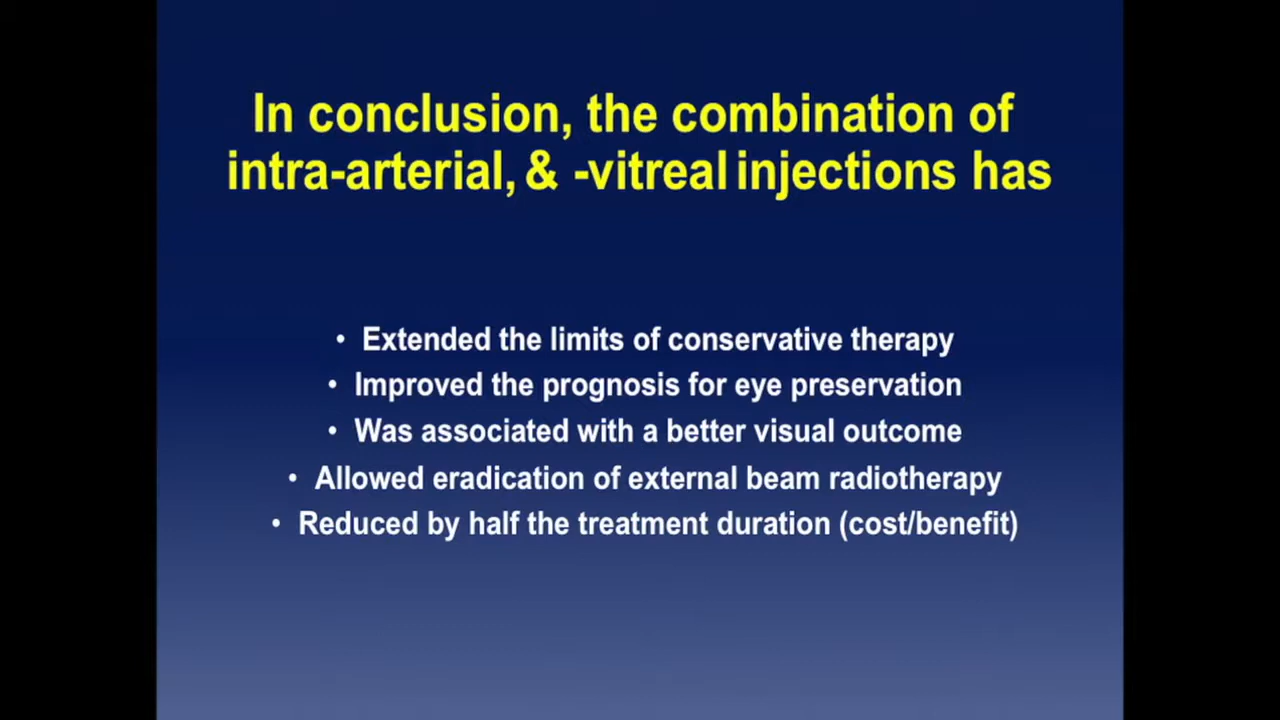 In conclusion, the combination of
intra-arterial, & -vitreal injections has
• Extended the limits of conservative therapy
• Improved the prognosis for eye preservation
• Was associated with a better visual outcome
• Allowed eradication of external beam radiotherapy
• Reduced by half the treatment duration (cost/benefit)